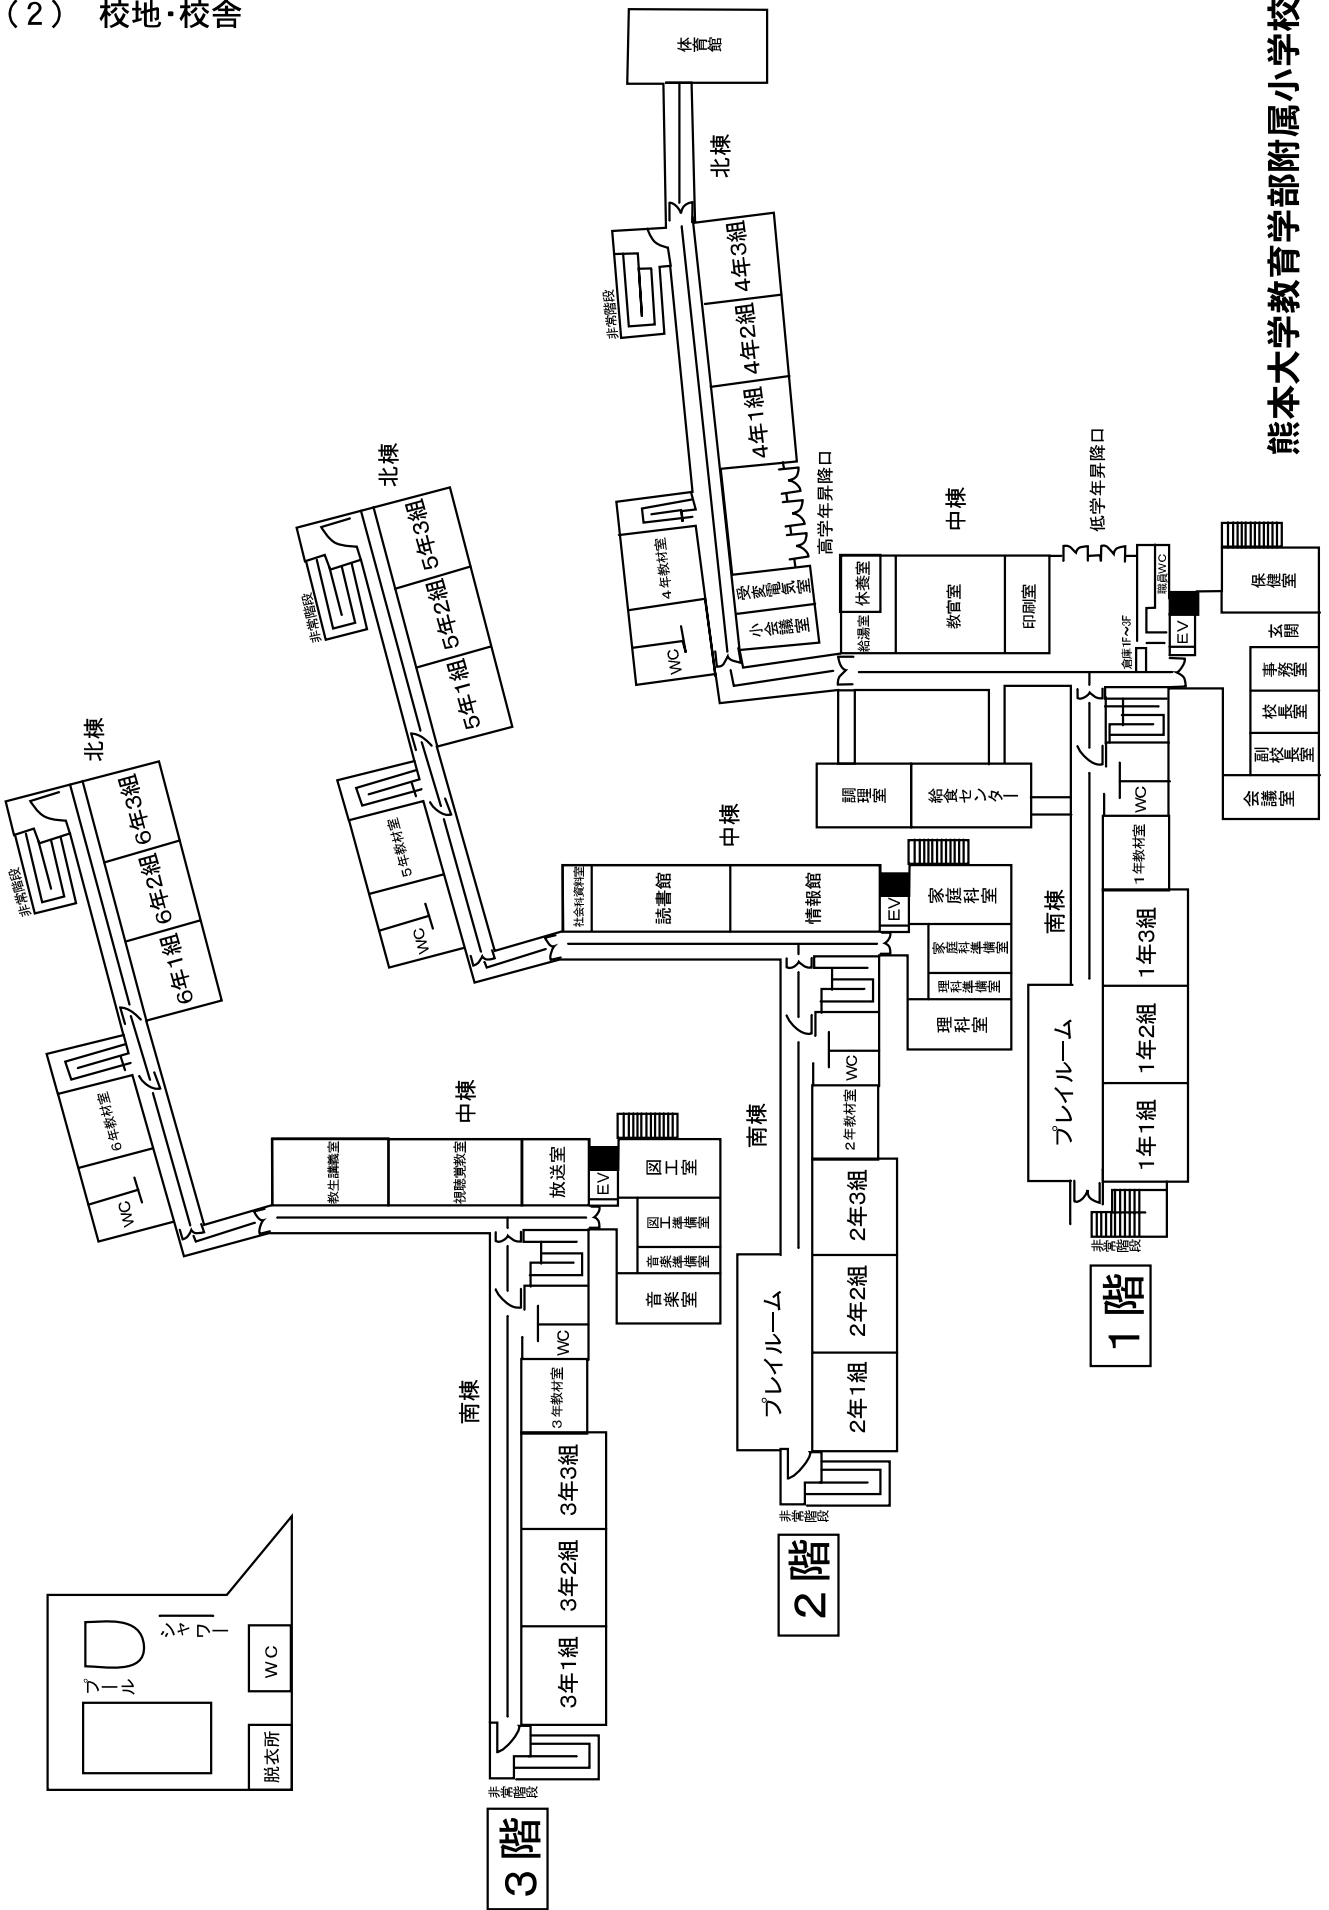 （2） 校地・校舎
熊本大学教育学部附属小学校
体育館
北棟
非常階段
4年3組
4年2組
4年1組
4年教材室
WC
高学年昇降口
受変電気室
小会議室
中棟
休養室
給湯室
教官室
印刷室
低学年昇降口
職員WC
倉庫1F～3F
EV
保健室
玄関
事務室
校長室
副校長室
会議室
調理室
給食センター
WC
1年教材室
南棟
1年3組
1年2組
1年1組
プレイルーム
非常階段
1階
北棟
非常階段
5年3組
5年2組
5年1組
5年教材室
WC
中棟
社会科資料室
読書館
情報館
EV
家庭科室
家庭科準備室
理科準備室
理科室
WC
2年教材室
南棟
2年3組
2年2組
2年1組
プレイルーム
非常階段
2階
北棟
非常階段
6年3組
6年2組
6年1組
6年教材室
WC
中棟
教生講義室
視聴覚教室
放送室
EV
図工室
図工準備室
音楽準備室
音楽室
WC
3年教材室
南棟
3年3組
3年2組
3年1組
非常階段
3階
プール
シャワー
WC
脱衣所